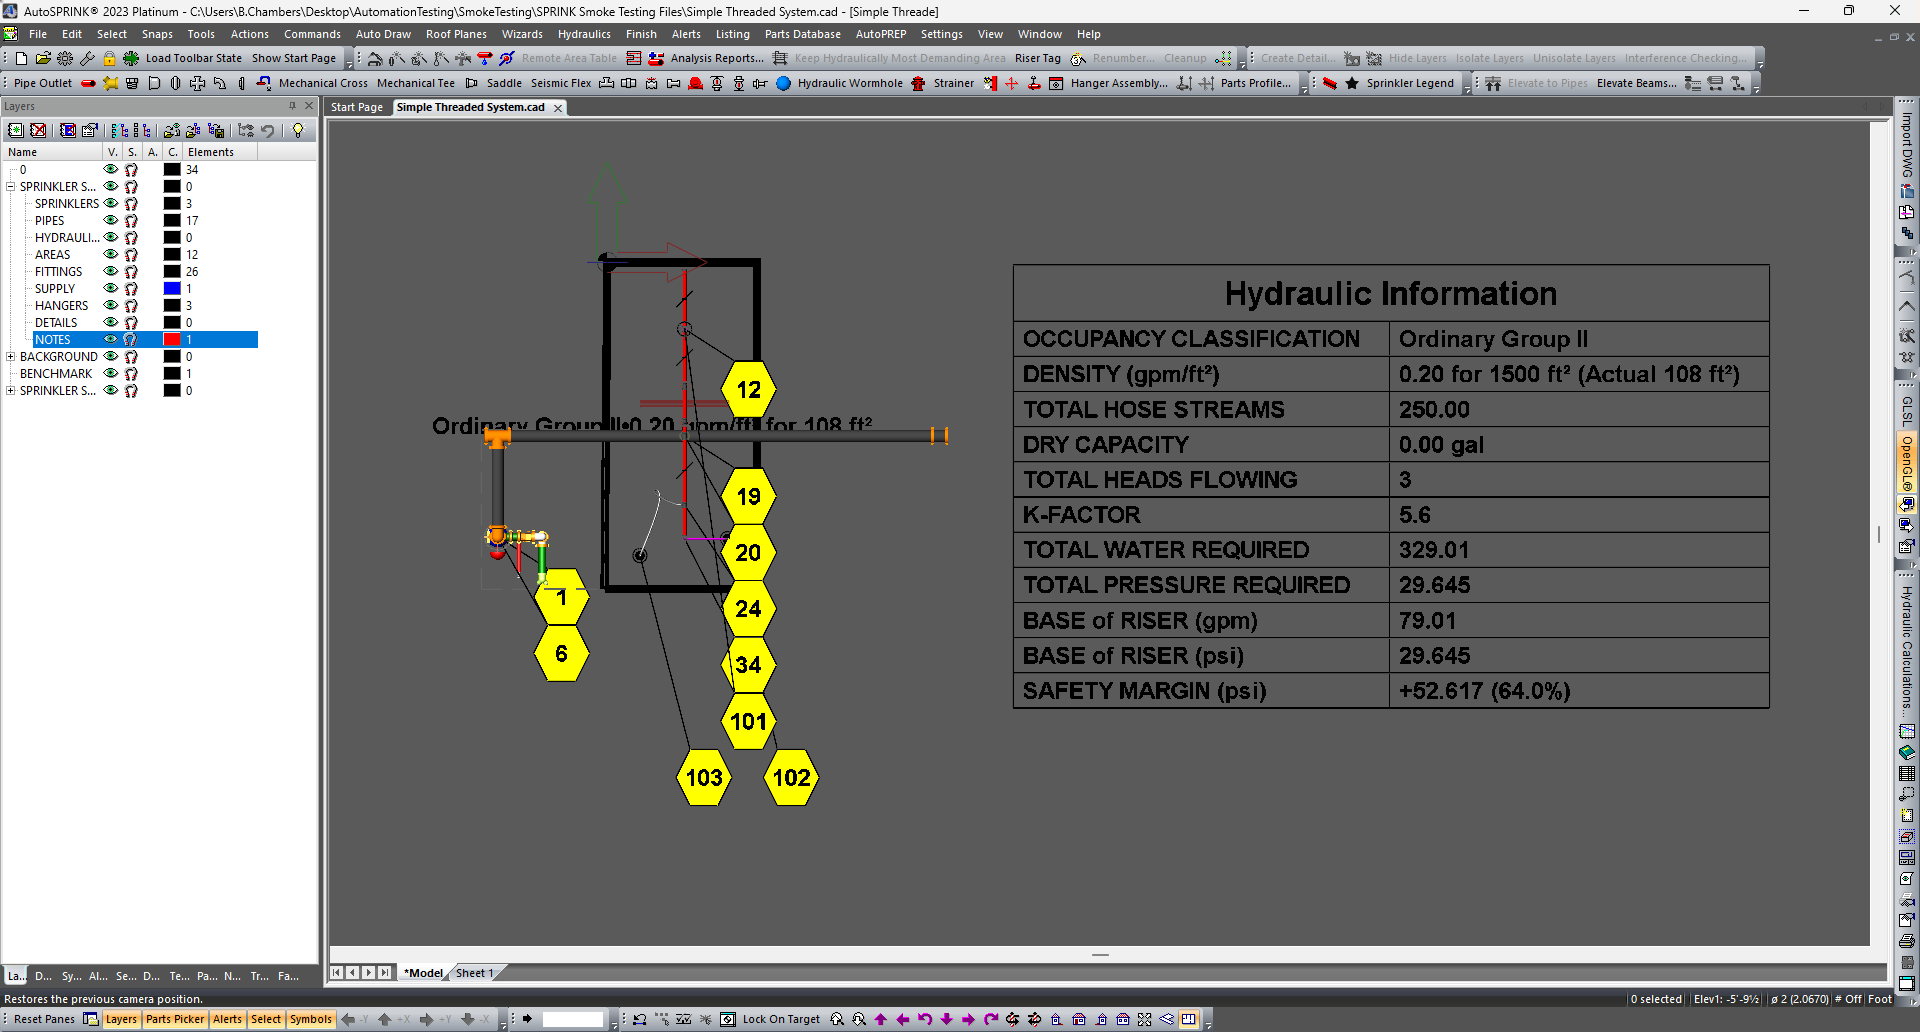 AutoSPRINK® 2023 Platinum - C:\Users\B.Chambers\Desktop\AutomationTesting\SmokeTesting\SPRINK Smoke Testing Files\Simple Threaded System.cad - [Simple Threade]
File Edit Select Snaps Tools Actions Commands Auto Draw Roof Planes Wizards Hydraulics Finish Alerts Listing Parts Database AutoPREP Settings View Window Help
Load Toolbar State Show Start Page Remote Area Table Analysis Reports... Keep Hydraulically Most Demanding Area Riser Tag Renumber... Cleanup Create Detail... Hide Layers Isolate Layers Unisolate Layers Interference Checking...
Pipe Outlet Mechanical Cross Mechanical Tee Saddle Seismic Flex Hydraulic Wormhole Strainer Hanger Assembly... Parts Profile... Sprinkler Legend Elevate to Pipes Elevate Beams...
Layers
Start Page Simple Threaded System.cad
Name V. S. A. C. Elements
0 34
SPRINKLER S... 0
SPRINKLERS 3
PIPES 17
HYDRAULI... 0
AREAS 12
FITTINGS 26
SUPPLY 1
HANGERS 3
DETAILS 0
NOTES 1
BACKGROUND 0
BENCHMARK 1
SPRINKLER S... 0
Ordinary Group II•0.20 gpm/ft² for 108 ft²
12
19
20
24
34
101
103
102
1
6
Hydraulic Information
OCCUPANCY CLASSIFICATION Ordinary Group II
DENSITY (gpm/ft²) 0.20 for 1500 ft² (Actual 108 ft²)
TOTAL HOSE STREAMS 250.00
DRY CAPACITY 0.00 gal
TOTAL HEADS FLOWING 3
K-FACTOR 5.6
TOTAL WATER REQUIRED 329.01
TOTAL PRESSURE REQUIRED 29.645
BASE of RISER (gpm) 79.01
BASE of RISER (psi) 29.645
SAFETY MARGIN (psi) +52.617 (64.0%)
Import DWG
GLSL
OpenGL®
Hydraulic Calculations...
La... D... Sy... Al... Se... D... Te... Pa... N... Tr... Fa...
*Model Sheet 1
Restores the previous camera position.
0 selected Elev1: -5'-9½ ø 2 (2.0670) # Off Foot
Reset Panes Layers Parts Picker Alerts Select Symbols -Y +X -Y -X Lock On Target